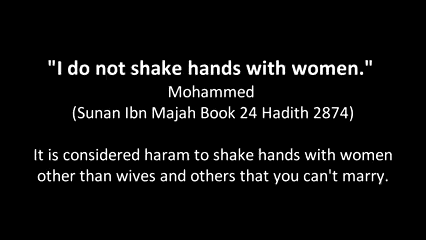 "I do not shake hands with women."
Mohammed
(Sunan Ibn Majah Book 24 Hadith 2874)
It is considered haram to shake hands with women
other than wives and others that you can't marry.